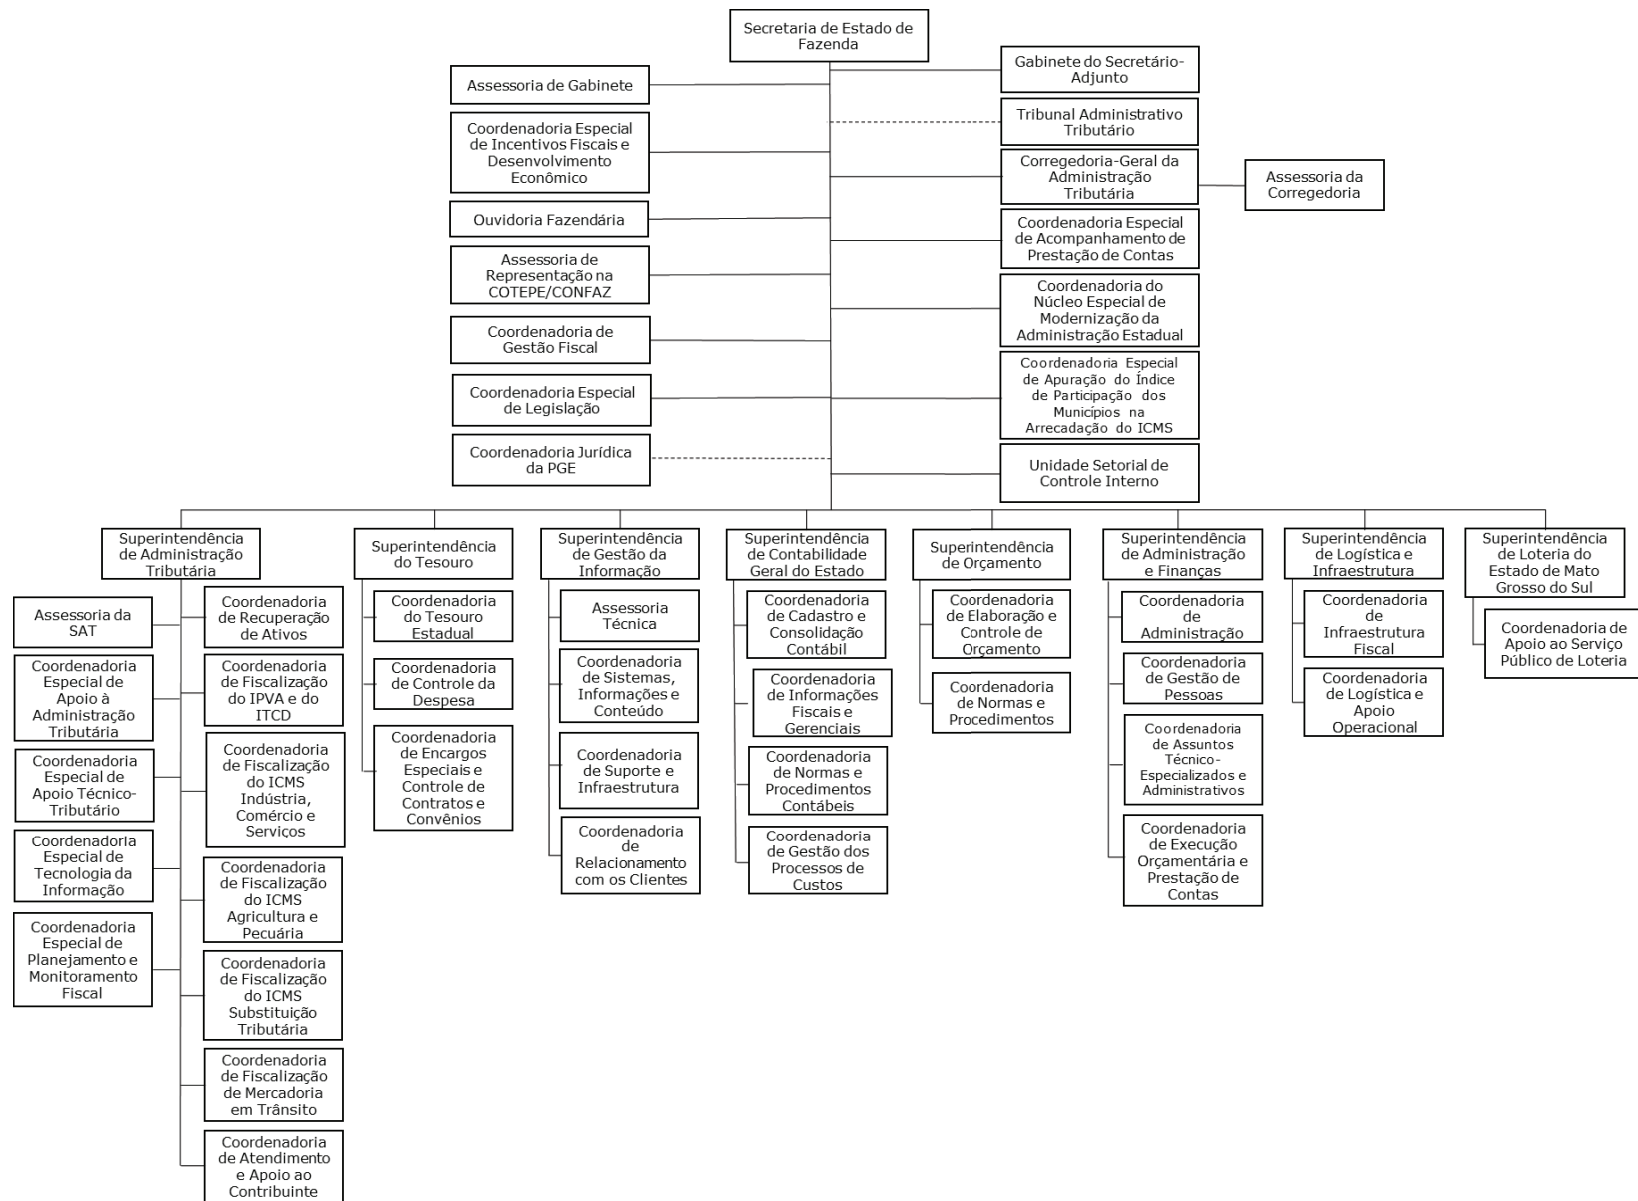 Secretaria de Estado de
Fazenda
Assessoria de Gabinete
Gabinete do Secretário-
Adjunto
Coordenadoria Especial
de Incentivos Fiscais e
Desenvolvimento
Econômico
Tribunal Administrativo
Tributário
Corregedoria-Geral da
Administração
Tributária
Assessoria da
Corregedoria
Ouvidoria Fazendária
Coordenadoria Especial
de Acompanhamento de
Prestação de Contas
Assessoria de
Representação na
COTEPE/CONFAZ
Coordenadoria do
Núcleo Especial de
Modernização da
Administração Estadual
Coordenadoria de
Gestão Fiscal
Coordenadoria Especial
de Apuração do Índice
de Participação dos
Municípios na
Arrecadação do ICMS
Coordenadoria Especial
de Legislação
Coordenadoria Jurídica
da PGE
Unidade Setorial de
Controle Interno
Superintendência
de Administração
Tributária
Assessoria da
SAT
Coordenadoria
Especial de
Apoio à
Administração
Tributária
Coordenadoria
Especial de
Apoio Técnico-
Tributário
Coordenadoria
Especial de
Tecnologia da
Informação
Coordenadoria
Especial de
Planejamento e
Monitoramento
Fiscal
Coordenadoria
de Recuperação
de Ativos
Coordenadoria
de Fiscalização
do IPVA e do
ITCD
Coordenadoria
de Fiscalização
do ICMS
Indústria,
Comércio e
Serviços
Coordenadoria
de Fiscalização
do ICMS
Agricultura e
Pecuária
Coordenadoria
de Fiscalização
do ICMS
Substituição
Tributária
Coordenadoria
de Fiscalização
de Mercadoria
em Trânsito
Coordenadoria
de Atendimento
e Apoio ao
Contribuinte
Superintendência
do Tesouro
Coordenadoria
do Tesouro
Estadual
Coordenadoria
de Controle da
Despesa
Coordenadoria
de Encargos
Especiais e
Controle de
Contratos e
Convênios
Superintendência
de Gestão da
Informação
Assessoria
Técnica
Coordenadoria
de Sistemas,
Informações e
Conteúdo
Coordenadoria
de Suporte e
Infraestrutura
Coordenadoria
de
Relacionamento
com os Clientes
Superintendência
de Contabilidade
Geral do Estado
Coordenadoria
de Cadastro e
Consolidação
Contábil
Coordenadoria
de Informações
Fiscais e
Gerenciais
Coordenadoria
de Normas e
Procedimentos
Contábeis
Coordenadoria
de Gestão dos
Processos de
Custos
Superintendência
de Orçamento
Coordenadoria
de Elaboração e
Controle de
Orçamento
Coordenadoria
de Normas e
Procedimentos
Superintendência
de Administração
e Finanças
Coordenadoria
de
Administração
Coordenadoria
de Gestão de
Pessoas
Coordenadoria
de Assuntos
Técnico-
Especializados e
Administrativos
Coordenadoria
de Execução
Orçamentária e
Prestação de
Contas
Superintendência
de Logística e
Infraestrutura
Coordenadoria
de
Infraestrutura
Fiscal
Coordenadoria
de Logística e
Apoio
Operacional
Superintendência
de Loteria do
Estado de Mato
Grosso do Sul
Coordenadoria de
Apoio ao Serviço
Público de Loteria